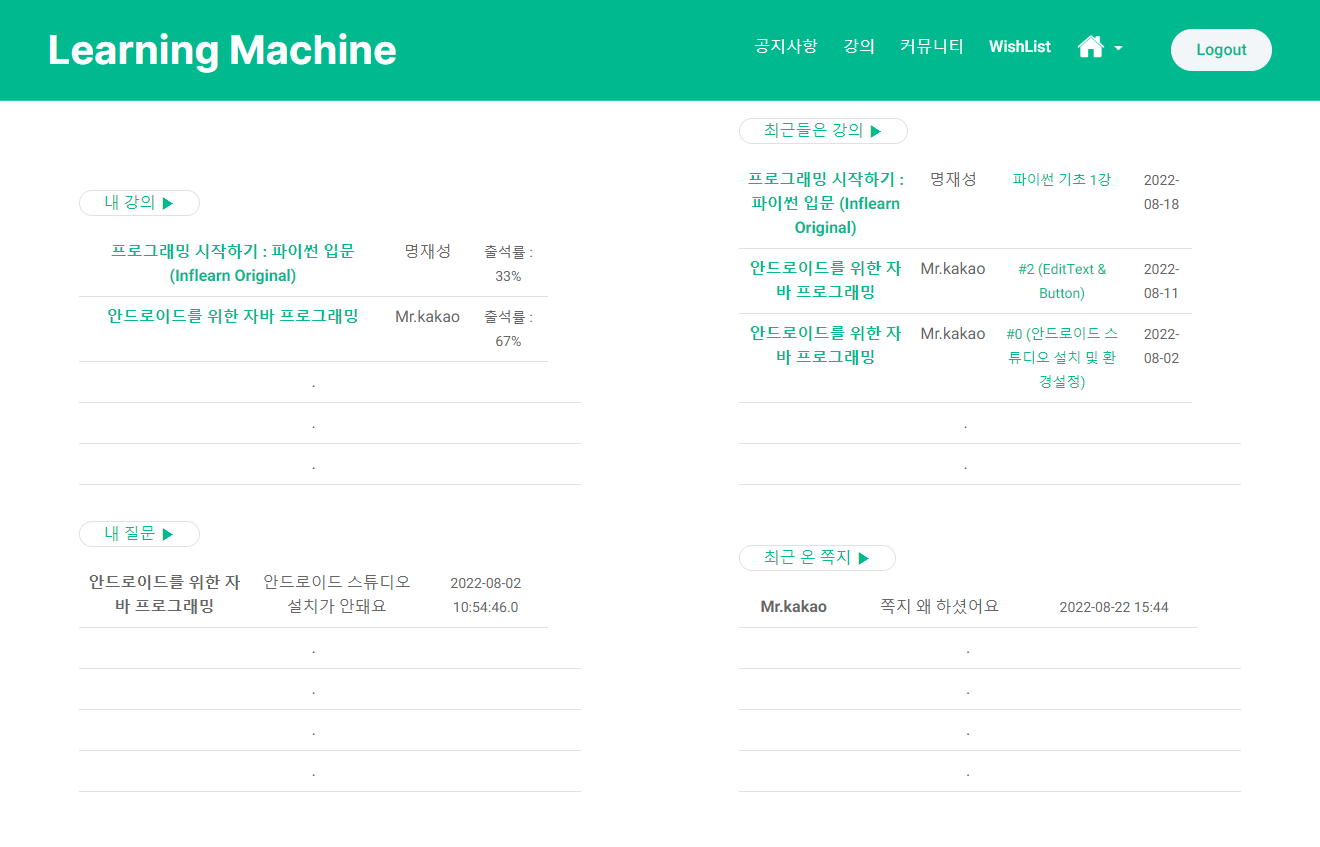 Learning Machine
공지사항 강의 커뮤니티 WishList
Logout
내 강의 ▶
프로그래밍 시작하기 : 파이썬 입문 명재성 출석률 :
(Inflearn Original) 33%
안드로이드를 위한 자바 프로그래밍 Mr.kakao 출석률 :
67%
.
.
.
최근들은 강의 ▶
프로그래밍 시작하기 : 명재성 파이썬 기초 1강 2022-
파이썬 입문 (Inflearn 08-18
Original)
안드로이드를 위한 자 Mr.kakao #2 (EditText & 2022-
바 프로그래밍 Button) 08-11
안드로이드를 위한 자 Mr.kakao #0 (안드로이드 스 2022-
바 프로그래밍 튜디오 설치 및 환 08-02
경설정)
.
.
내 질문 ▶
안드로이드를 위한 자 안드로이드 스튜디오 2022-08-02
바 프로그래밍 설치가 안돼요 10:54:46.0
.
.
.
.
최근 온 쪽지 ▶
Mr.kakao 쪽지 왜 하셨어요 2022-08-22 15:44
.
.
.
.